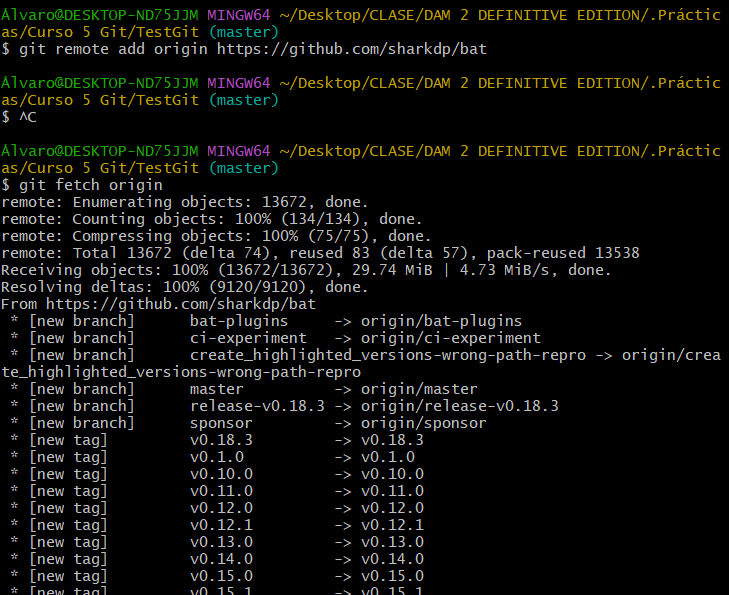 Álvaro@DESKTOP-ND75JJM MINGW64 ~/Desktop/CLASE/DAM 2 DEFINITIVE EDITION/.Práctic
as/Curso 5 Git/TestGit (master)
$ git remote add origin https://github.com/sharkdp/bat
Álvaro@DESKTOP-ND75JJM MINGW64 ~/Desktop/CLASE/DAM 2 DEFINITIVE EDITION/.Práctic
as/Curso 5 Git/TestGit (master)
$ ^C
Álvaro@DESKTOP-ND75JJM MINGW64 ~/Desktop/CLASE/DAM 2 DEFINITIVE EDITION/.Práctic
as/Curso 5 Git/TestGit (master)
$ git fetch origin
remote: Enumerating objects: 13672, done.
remote: Counting objects: 100% (134/134), done.
remote: Compressing objects: 100% (75/75), done.
remote: Total 13672 (delta 74), reused 83 (delta 57), pack-reused 13538
Receiving objects: 100% (13672/13672), 29.74 MiB | 4.73 MiB/s, done.
Resolving deltas: 100% (9120/9120), done.
From https://github.com/sharkdp/bat
 * [new branch]      bat-plugins     -> origin/bat-plugins
 * [new branch]      ci-experiment   -> origin/ci-experiment
 * [new branch]      create_highlighted_versions-wrong-path-repro -> origin/crea
te_highlighted_versions-wrong-path-repro
 * [new branch]      master          -> origin/master
 * [new branch]      release-v0.18.3 -> origin/release-v0.18.3
 * [new branch]      sponsor         -> origin/sponsor
 * [new tag]         v0.18.3         -> v0.18.3
 * [new tag]         v0.1.0          -> v0.1.0
 * [new tag]         v0.10.0         -> v0.10.0
 * [new tag]         v0.11.0         -> v0.11.0
 * [new tag]         v0.12.0         -> v0.12.0
 * [new tag]         v0.12.1         -> v0.12.1
 * [new tag]         v0.13.0         -> v0.13.0
 * [new tag]         v0.14.0         -> v0.14.0
 * [new tag]         v0.15.0         -> v0.15.0
 * [new tag]         v0.15.1         -> v0.15.1